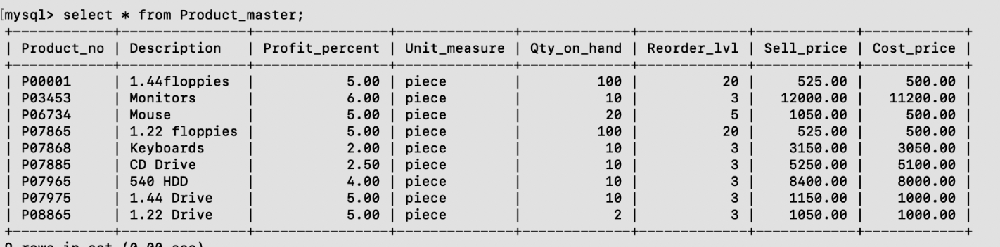 [mysql> select * from Product_master;
+------------+----------------+----------------+--------------+-------------+-------------+------------+------------+
| Product_no | Description | Profit_percent | Unit_measure | Qty_on_hand | Reorder_lvl | Sell_price | Cost_price |
+------------+----------------+----------------+--------------+-------------+-------------+------------+------------+
| P00001 | 1.44floppies | 5.00 | piece | 100 | 20 | 525.00 | 500.00 |
| P03453 | Monitors | 6.00 | piece | 10 | 3 | 12000.00 | 11200.00 |
| P06734 | Mouse | 5.00 | piece | 20 | 5 | 1050.00 | 500.00 |
| P07865 | 1.22 floppies | 5.00 | piece | 100 | 20 | 525.00 | 500.00 |
| P07868 | Keyboards | 2.00 | piece | 10 | 3 | 3150.00 | 3050.00 |
| P07885 | CD Drive | 2.50 | piece | 10 | 3 | 5250.00 | 5100.00 |
| P07965 | 540 HDD | 4.00 | piece | 10 | 3 | 8400.00 | 8000.00 |
| P07975 | 1.44 Drive | 5.00 | piece | 10 | 3 | 1150.00 | 1000.00 |
| P08865 | 1.22 Drive | 5.00 | piece | 2 | 3 | 1050.00 | 1000.00 |
+------------+----------------+----------------+--------------+-------------+-------------+------------+------------+
9 rows in set (0.00 sec)